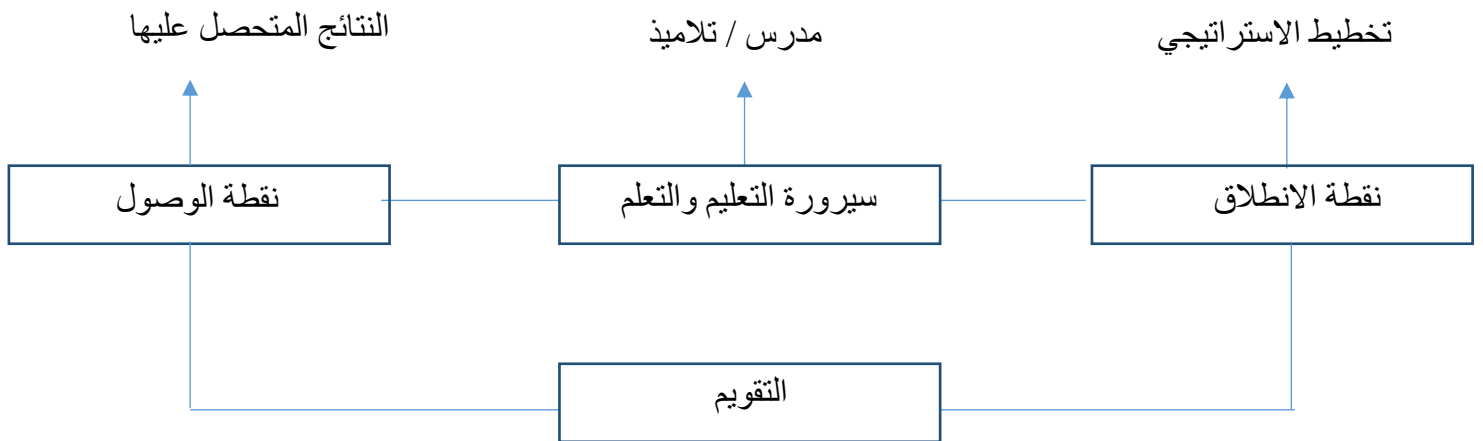 تخطيط الاستراتيجي
مدرس / تلاميذ
النتائج المتحصل عليها
نقطة الانطلاق
سيرورة التعليم والتعلم
نقطة الوصول
التقويم